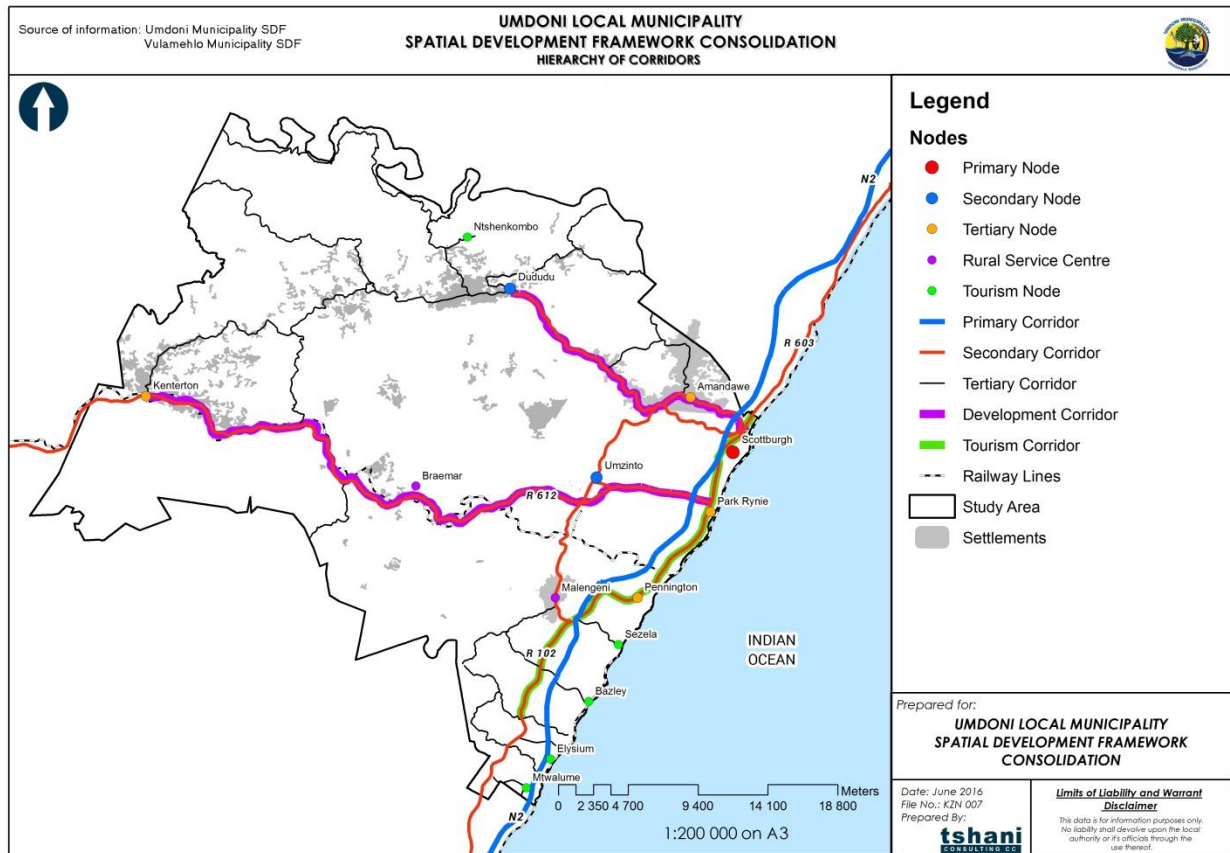 Source of information: Umdoni Municipality SDF
Vulamehlo Municipality SDF
UMDONI LOCAL MUNICIPALITY
SPATIAL DEVELOPMENT FRAMEWORK CONSOLIDATION
HIERARCHY OF CORRIDORS
UMDONI MUNICIPALITY
N2
Ntshenkombo
Dududu
R 603
Kenterton
Amandawe
Scottburgh
Umzinto
Braemar
R 612
Park Rynie
Malengeni
Pennington
Sezela
INDIAN
OCEAN
R 102
Bazley
Elysium
Mtwalume
N2
Meters
0 2 350 4 700 9 400 14 100 18 800
1:200 000 on A3
Legend
Nodes
Primary Node
Secondary Node
Tertiary Node
Rural Service Centre
Tourism Node
Primary Corridor
Secondary Corridor
Tertiary Corridor
Development Corridor
Tourism Corridor
Railway Lines
Study Area
Settlements
Prepared for:
UMDONI LOCAL MUNICIPALITY
SPATIAL DEVELOPMENT FRAMEWORK
CONSOLIDATION
Date: June 2016
File No.: KZN 007
Prepared By:
tshani
CONSULTING CC
Limits of Liability and Warrant
Disclaimer
This data is for information purposes only.
No liability shall devolve upon the local
authority or it's officials through the
use thereof.